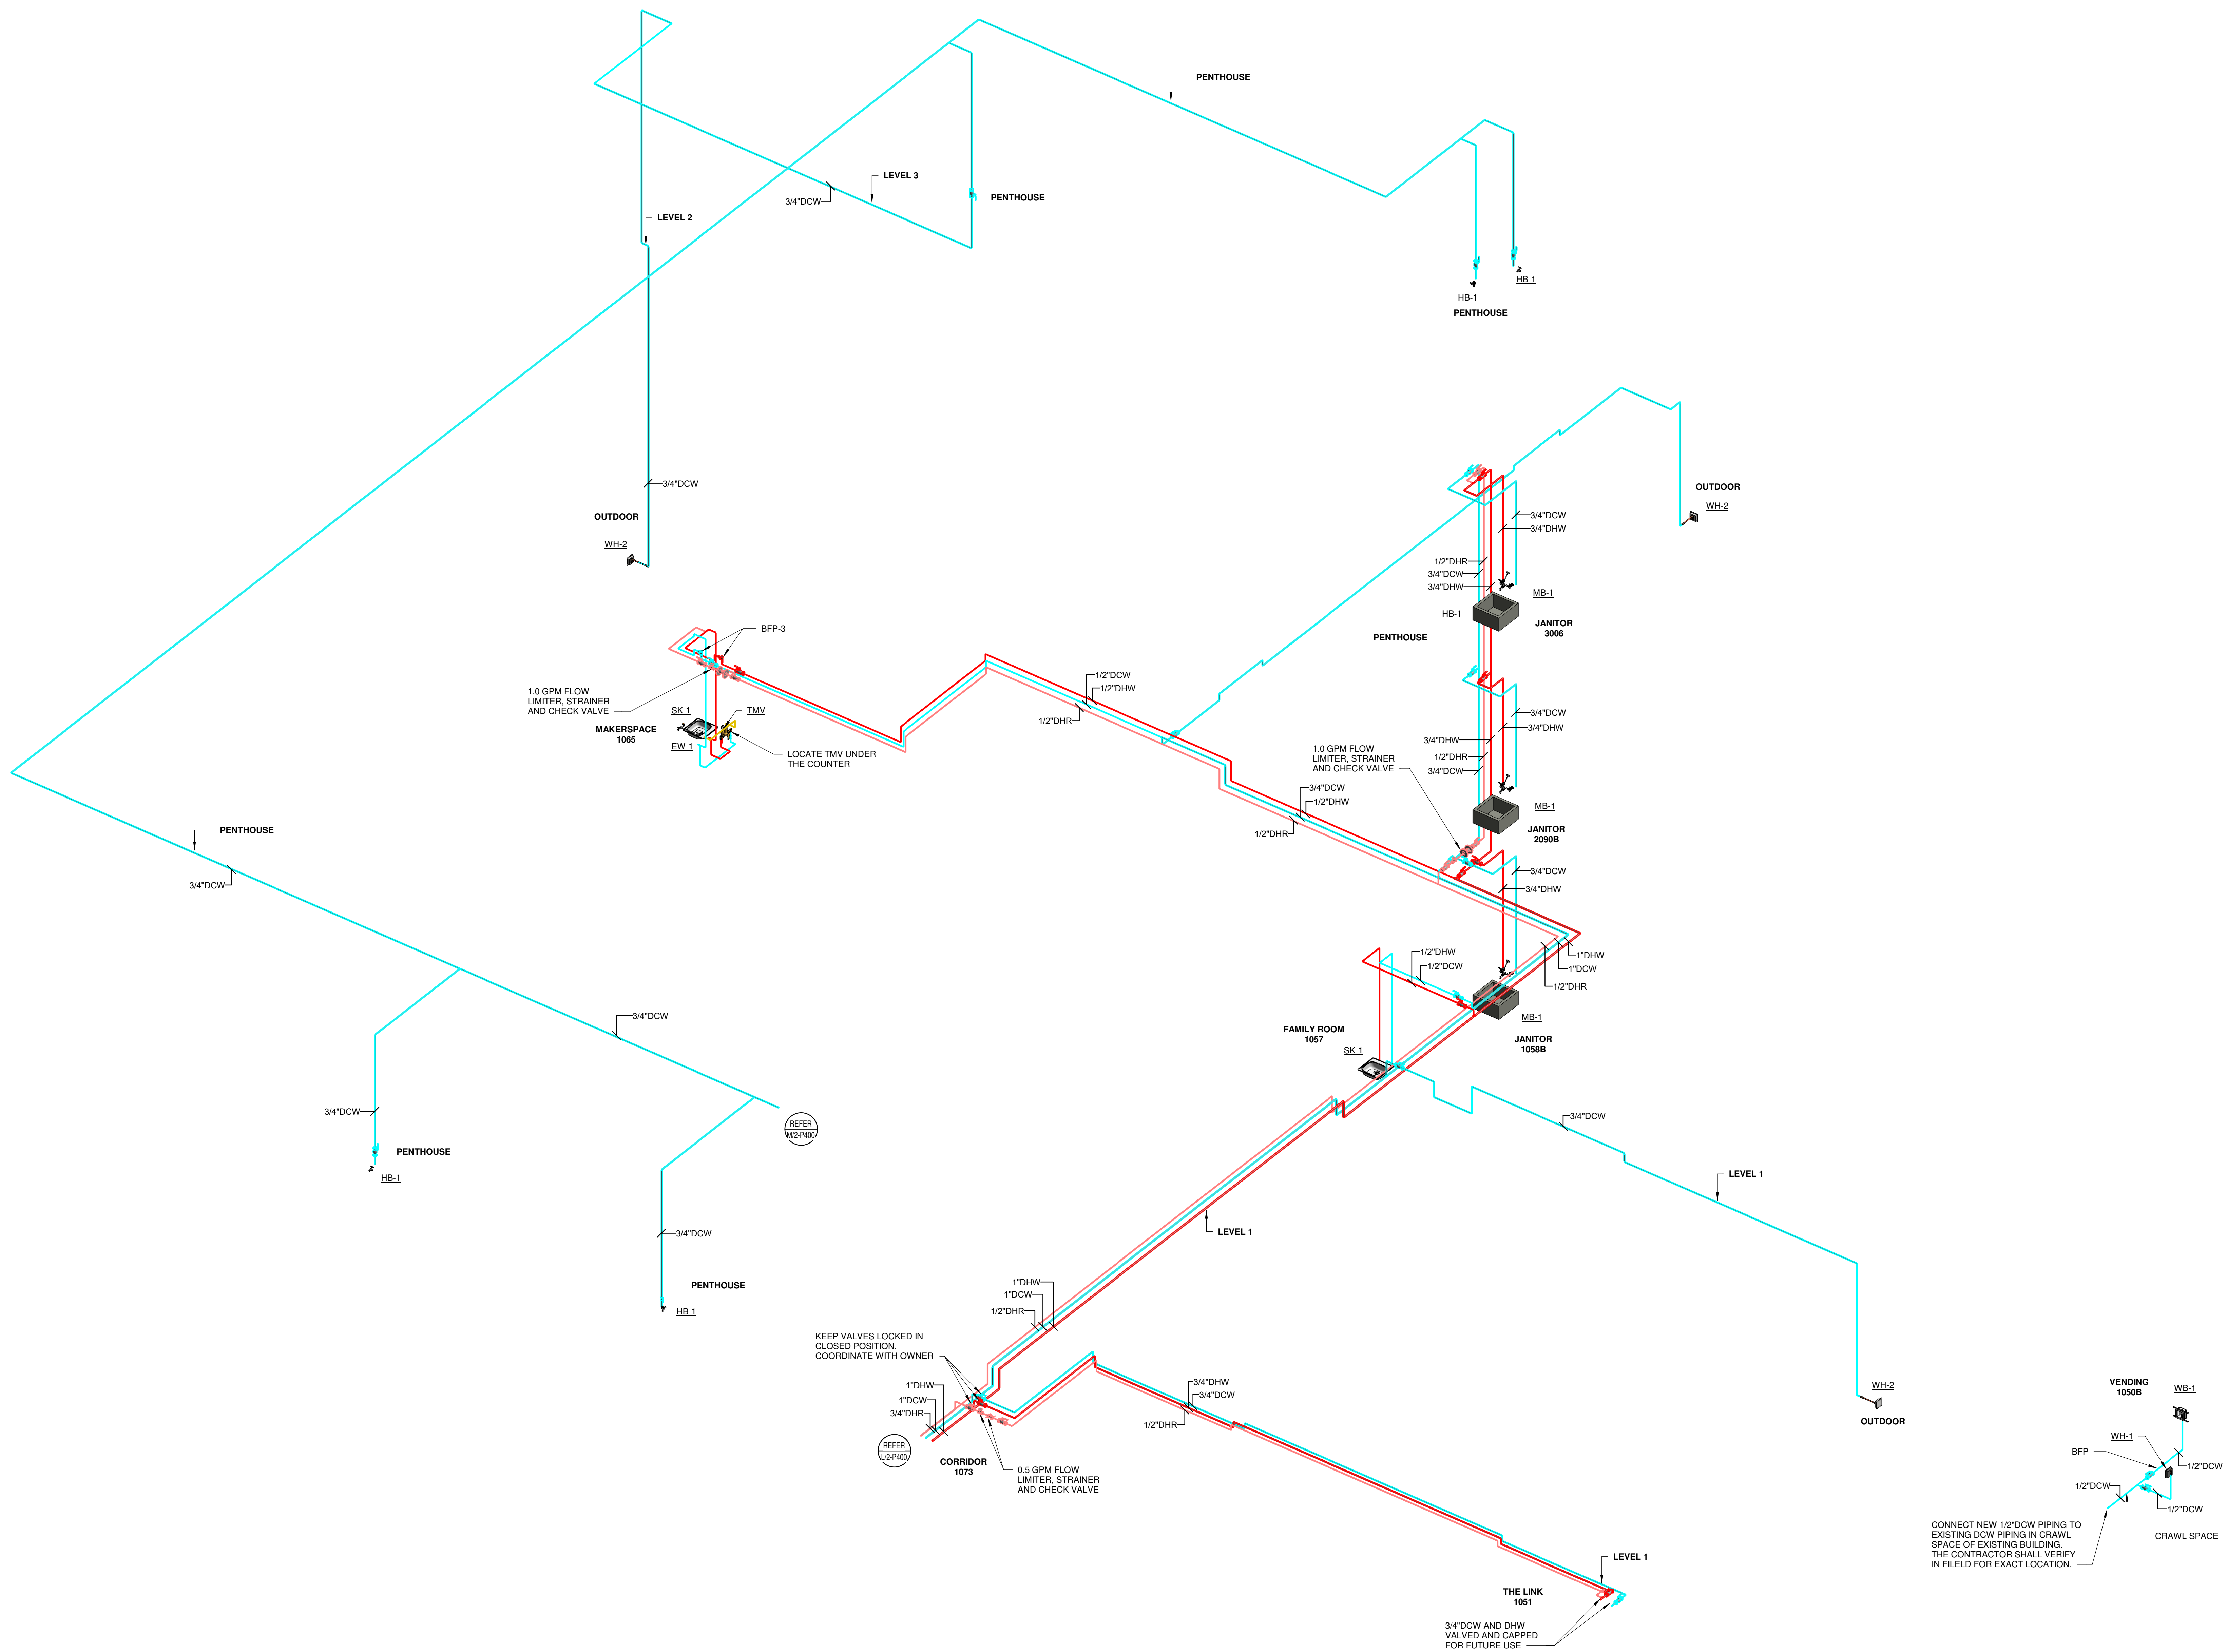 PENTHOUSE
LEVEL 3
3/4"DCW
PENTHOUSE
LEVEL 2
HB-1
HB-1
PENTHOUSE
3/4"DCW
OUTDOOR
WH-2
OUTDOOR
WH-2
3/4"DCW
3/4"DHW
1/2"DHR
3/4"DCW
3/4"DHW
MB-1
HB-1
JANITOR
3006
PENTHOUSE
BFP-3
1.0 GPM FLOW
LIMITER, STRAINER
AND CHECK VALVE
SK-1
TMV
MAKERSPACE
1065
EW-1
LOCATE TMV UNDER
THE COUNTER
1/2"DCW
1/2"DHW
1/2"DHR
3/4"DCW
3/4"DHW
3/4"DHW
1/2"DHR
3/4"DCW
1.0 GPM FLOW
LIMITER, STRAINER
AND CHECK VALVE
3/4"DCW
1/2"DHW
1/2"DHR
MB-1
JANITOR
2090B
PENTHOUSE
3/4"DCW
3/4"DCW
3/4"DHW
1/2"DHW
1/2"DCW
1"DHW
1"DCW
1/2"DHR
MB-1
JANITOR
1058B
FAMILY ROOM
1057
SK-1
3/4"DCW
3/4"DCW
REFER
M/2-P400
3/4"DCW
PENTHOUSE
HB-1
3/4"DCW
LEVEL 1
LEVEL 1
3/4"DCW
PENTHOUSE
HB-1
1"DHW
1"DCW
1/2"DHR
KEEP VALVES LOCKED IN
CLOSED POSITION.
COORDINATE WITH OWNER
1"DHW
1"DCW
3/4"DHR
REFER
L/2-P400
CORRIDOR
1073
0.5 GPM FLOW
LIMITER, STRAINER
AND CHECK VALVE
3/4"DHW
3/4"DCW
1/2"DHR
WH-2
OUTDOOR
VENDING
1050B
WB-1
WH-1
BFP
1/2"DCW
1/2"DCW
1/2"DCW
CONNECT NEW 1/2"DCW PIPING TO
EXISTING DCW PIPING IN CRAWL
SPACE OF EXISTING BUILDING.
THE CONTRACTOR SHALL VERIFY
IN FILELD FOR EXACT LOCATION.
CRAWL SPACE
LEVEL 1
THE LINK
1051
3/4"DCW AND DHW
VALVED AND CAPPED
FOR FUTURE USE